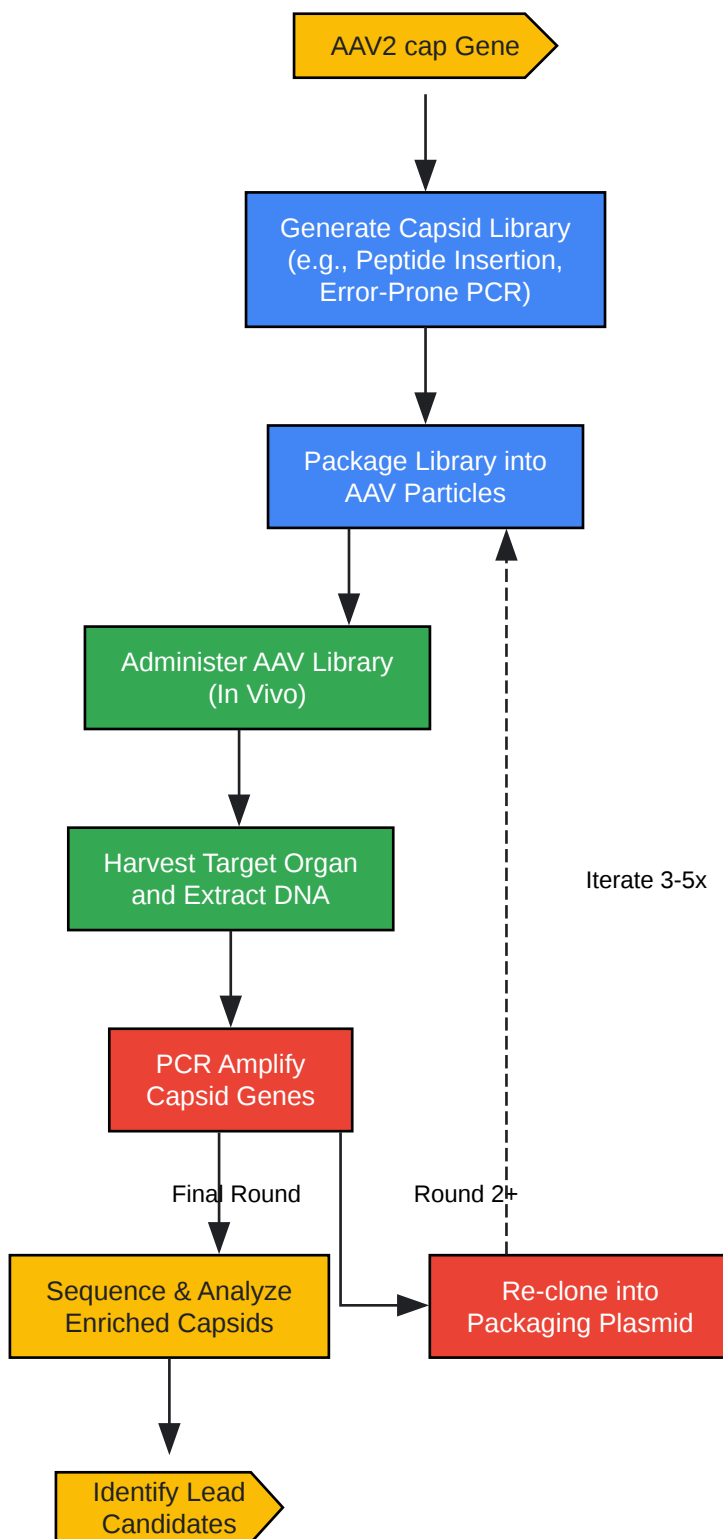 AAV2 cap Gene
Generate Capsid Library
(e.g., Peptide Insertion,
Error-Prone PCR)
Package Library into
AAV Particles
Administer AAV Library
(In Vivo)
Harvest Target Organ
and Extract DNA
Iterate 3-5x
PCR Amplify
Capsid Genes
Final Round
Round 2+
Sequence & Analyze
Enriched Capsids
Re-clone into
Packaging Plasmid
Identify Lead
Candidates